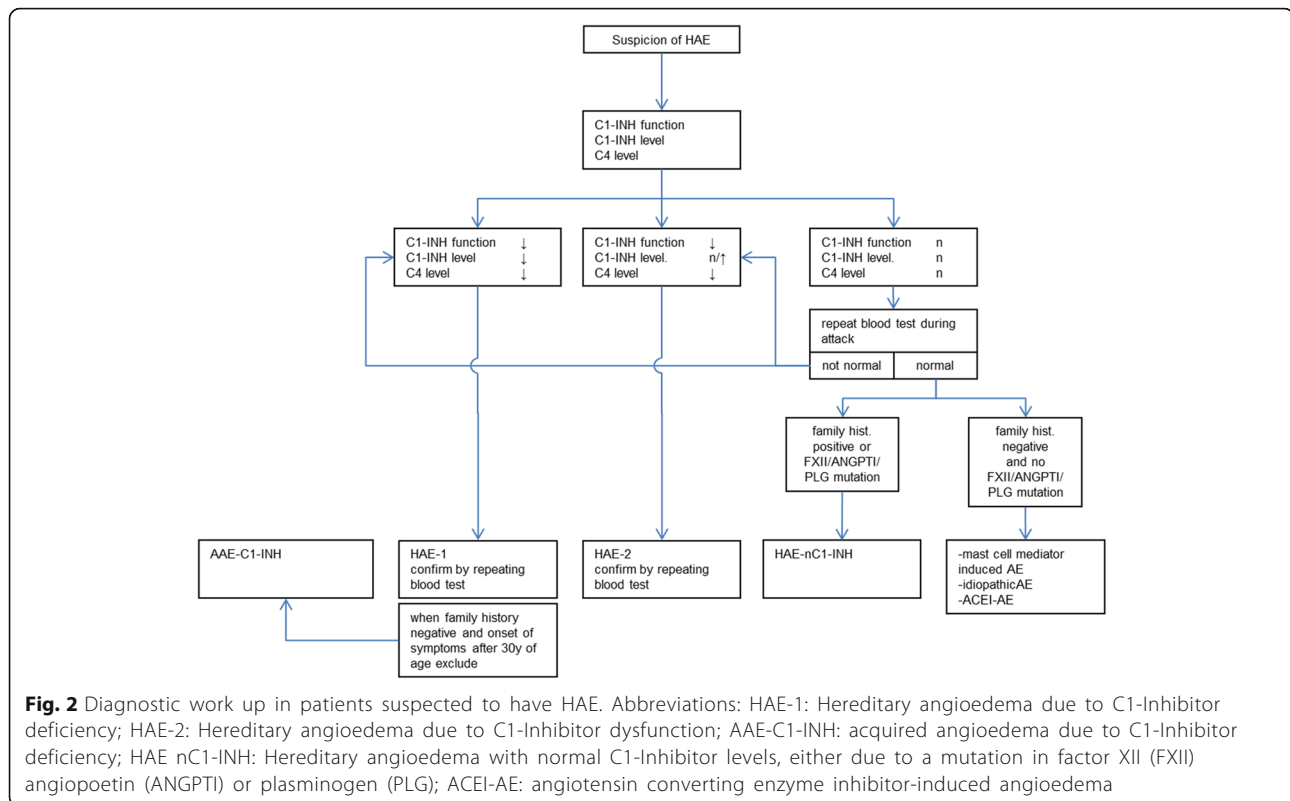 Suspicion of HAE
C1-INH function
C1-INH level
C4 level
C1-INH function ↓
C1-INH level ↓
C4 level ↓
C1-INH function ↓
C1-INH level. n/↑
C4 level ↓
C1-INH function n
C1-INH level. n
C4 level n
repeat blood test during
attack
not normal
normal
family hist.
positive or
FXII/ANGPTI/
PLG mutation
family hist.
negative
and no
FXII/ANGPTI/
PLG mutation
AAE-C1-INH
HAE-1
confirm by repeating
blood test
HAE-2
confirm by repeating
blood test
HAE-nC1-INH
-mast cell mediator
induced AE
-idiopathicAE
-ACEI-AE
when family history
negative and onset of
symptoms after 30y of
age exclude
Fig. 2 Diagnostic work up in patients suspected to have HAE. Abbreviations: HAE-1: Hereditary angioedema due to C1-Inhibitor
deficiency; HAE-2: Hereditary angioedema due to C1-Inhibitor dysfunction; AAE-C1-INH: acquired angioedema due to C1-Inhibitor
deficiency; HAE nC1-INH: Hereditary angioedema with normal C1-Inhibitor levels, either due to a mutation in factor XII (FXII)
angiopoetin (ANGPTI) or plasminogen (PLG); ACEI-AE: angiotensin converting enzyme inhibitor-induced angioedema